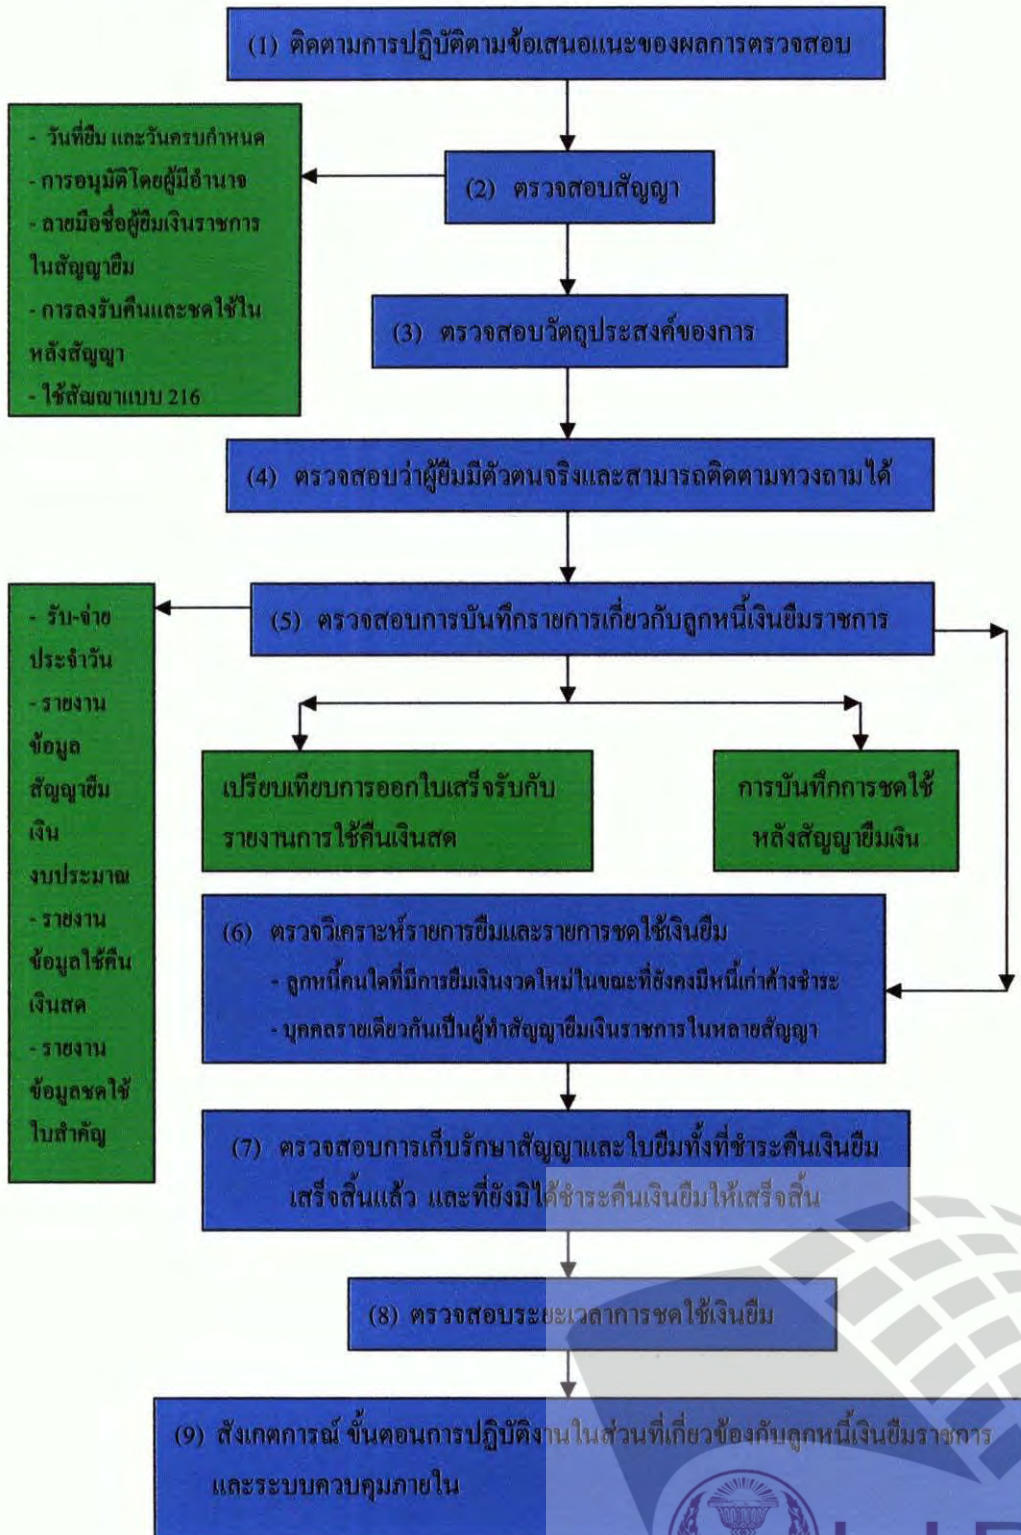 (1) ติดตามการปฏิบัติตามข้อเสนอแนะของผลการตรวจสอบ
- วันที่ยืม และวันครบกำหนด
- การอนุมัติโดยผู้มีอำนาจ
- ลายมือชื่อผู้ยืมเงินราชการ
ในสัญญายืม
- การลงรับคืนและชดใช้ใน
หลังสัญญา
- ใช้สัญญาแบบ 216
(2) ตรวจสอบสัญญา
(3) ตรวจสอบวัตถุประสงค์ของการ
(4) ตรวจสอบว่าผู้ยืมมีตัวตนจริงและสามารถติดตามทวงถามได้
(5) ตรวจสอบการบันทึกรายการเกี่ยวกับลูกหนี้เงินยืมราชการ
- รับ-จ่าย
ประจำวัน
- รายงาน
ข้อมูล
สัญญายืม
เงิน
งบประมาณ
- รายงาน
ข้อมูลใช้คืน
เงินสด
- รายงาน
ข้อมูลชดใช้
ใบสำคัญ
เปรียบเทียบการออกใบเสร็จรับกับ
รายงานการใช้คืนเงินสด
การบันทึกการชดใช้
หลังสัญญายืมเงิน
(6) ตรวจวิเคราะห์รายการยืมและรายการชดใช้เงินยืม
- ลูกหนี้คนใดที่มีการยืมเงินงวดใหม่ในขณะที่ยังคงมีหนี้เก่าค้างชำระ
- บุคคลรายเดียวกันเป็นผู้ทำสัญญายืมเงินราชการในหลายสัญญา
(7) ตรวจสอบการเก็บรักษาสัญญาและใบยืมทั้งที่ชำระคืนเงินยืม
เสร็จสิ้นแล้ว และที่ยังมิได้ชำระคืนเงินยืมให้เสร็จสิ้น
(8) ตรวจสอบระยะเวลาการชดใช้เงินยืม
(9) สังเกตการณ์ ขั้นตอนการปฏิบัติงานในส่วนที่เกี่ยวข้องกับลูกหนี้เงินยืมราชการ
และระบบควบคุมภายใน